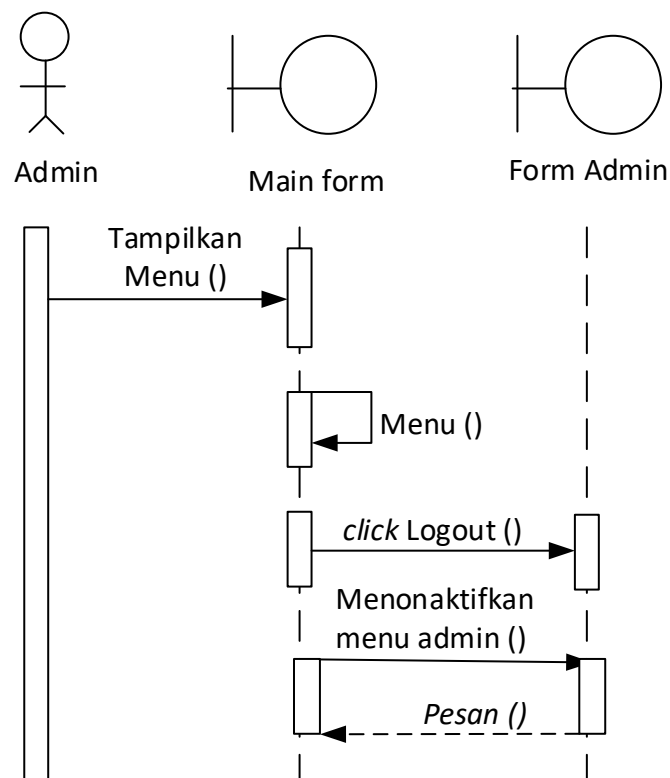 Admin
Main form
Form Admin
Tampilkan
Menu ()
Menu ()
click Logout ()
Menonaktifkan
menu admin ()
Pesan ()